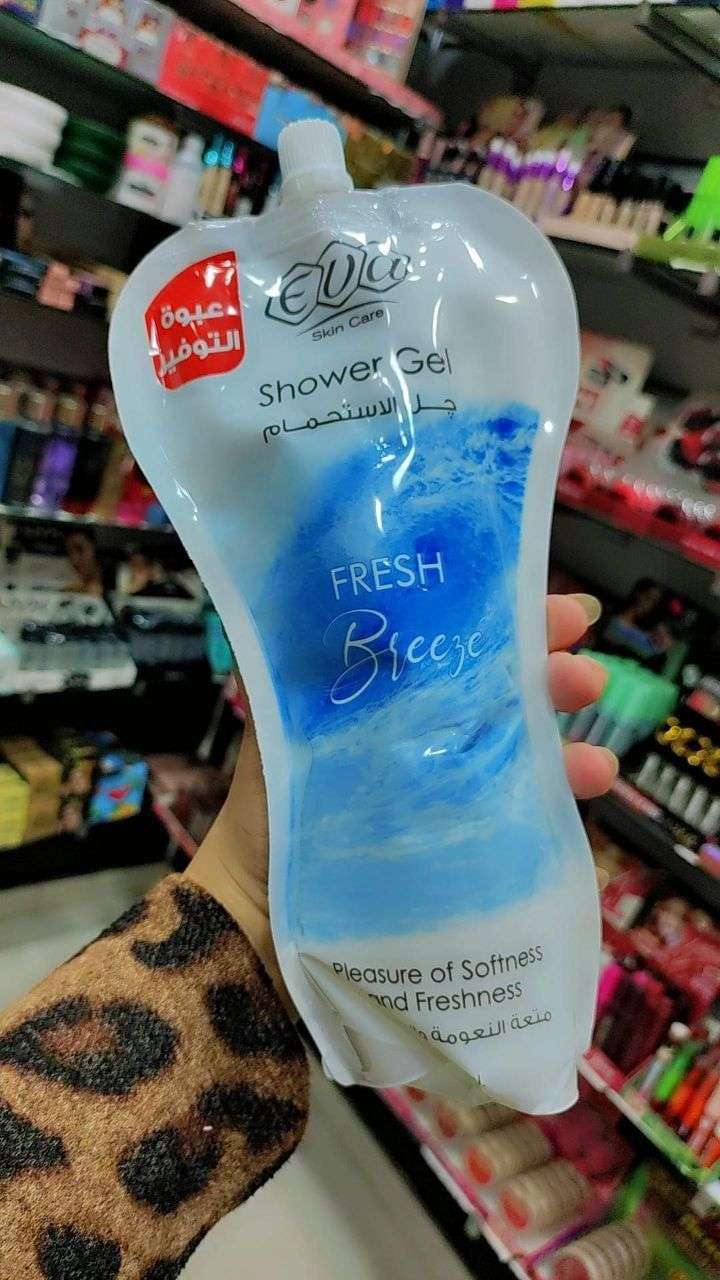 عبوة
التوفير
EVA
Skin Care
Shower Gel
جل الاستحمام
FRESH
Breeze
Pleasure of Softness
and Freshness
متعة النعومة